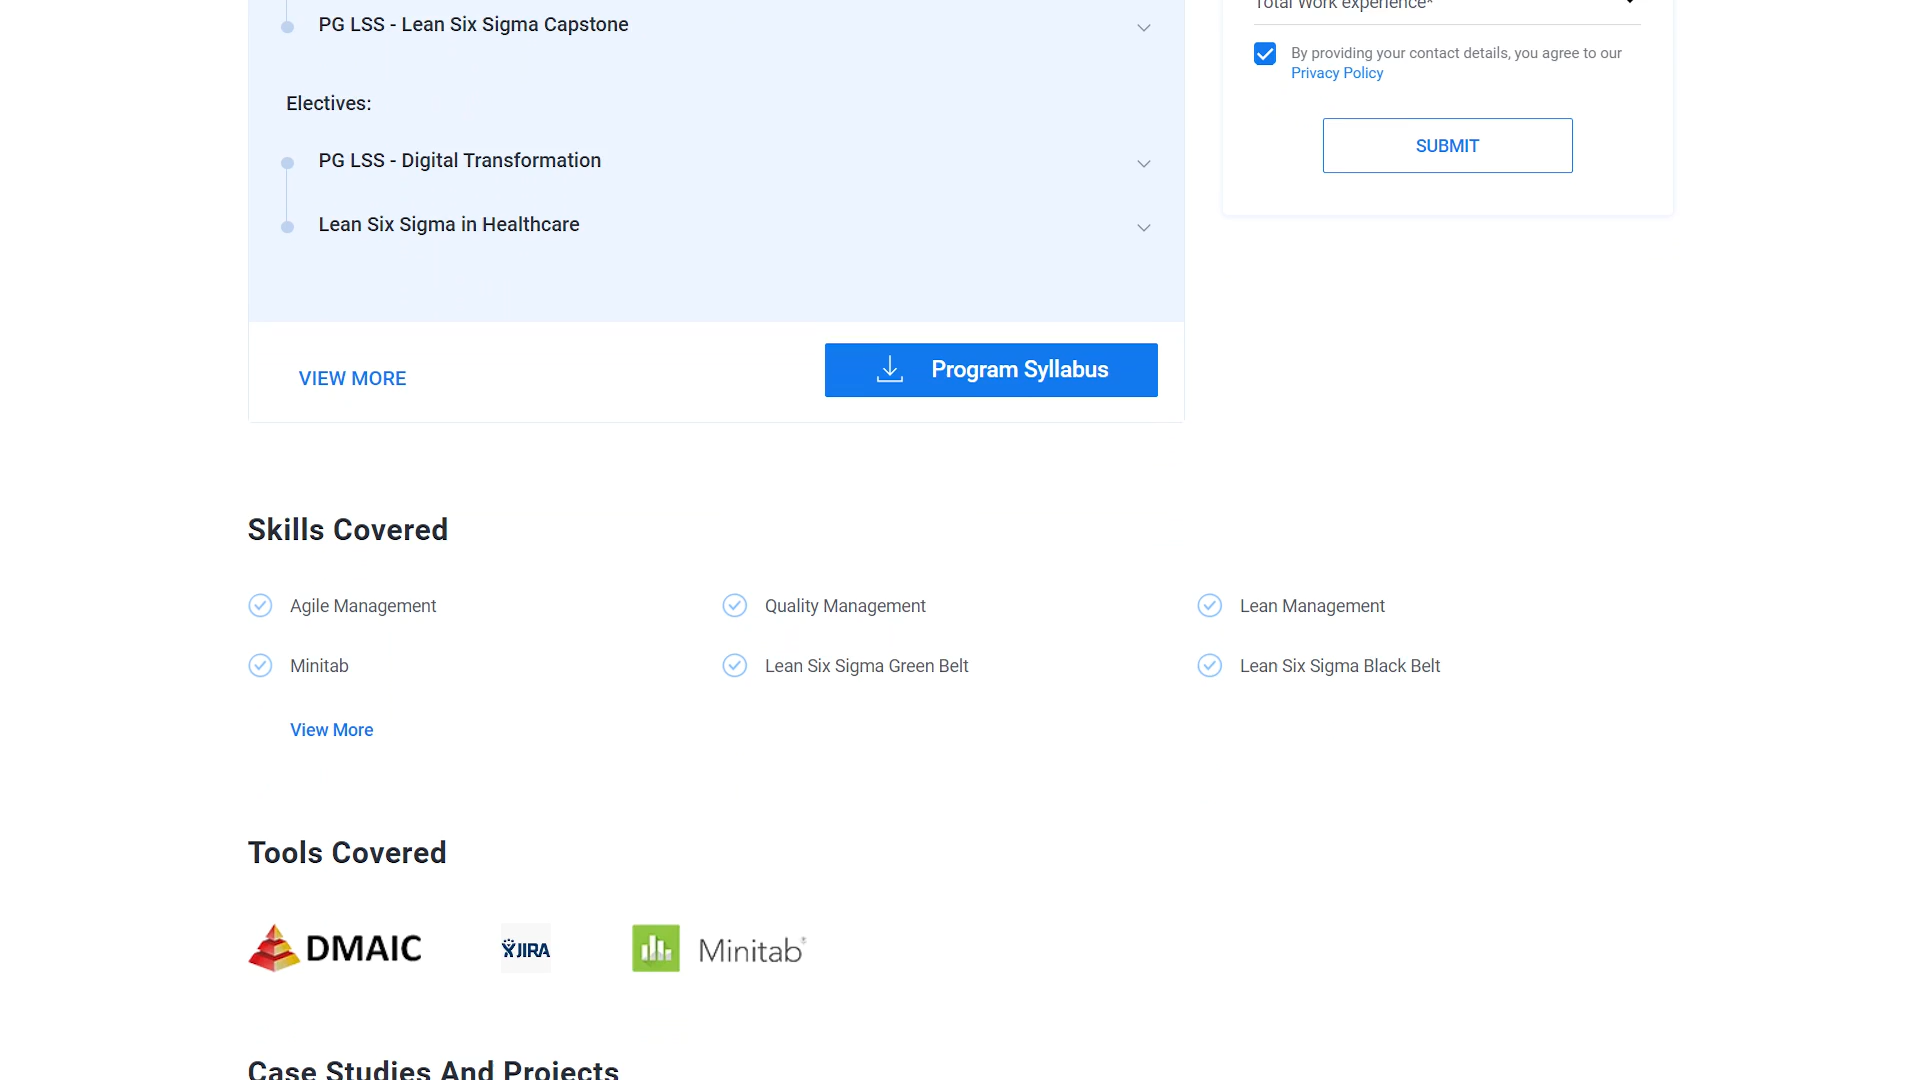 PG LSS - Lean Six Sigma Capstone
Electives:
PG LSS - Digital Transformation
Lean Six Sigma in Healthcare
VIEW MORE
Program Syllabus
Total Work experience*
By providing your contact details, you agree to our
Privacy Policy
SUBMIT
Skills Covered
Agile Management
Quality Management
Lean Management
Minitab
Lean Six Sigma Green Belt
Lean Six Sigma Black Belt
View More
Tools Covered
DMAIC
JIRA
Minitab®
Case Studies And Projects